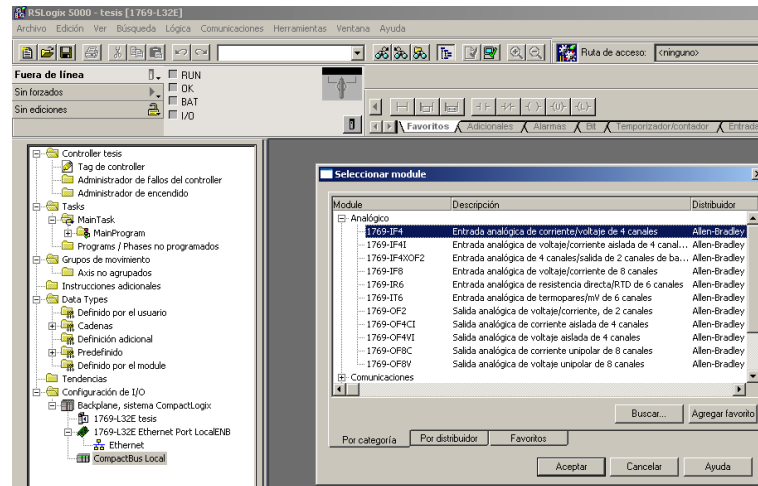 RSLogix 5000 - tesis [1769-L32E]
Archivo Edición Ver Búsqueda Lógica Comunicaciones Herramientas Ventana Ayuda
Ruta de acceso: <ninguno>
Fuera de línea
RUN
Sin forzados
OK
BAT
Sin ediciones
I/O
Favoritos Adicionales Alarmas Bit Temporizador/contador Entrada
Controller tesis
Tag de controller
Administrador de fallos del controller
Administrador de encendido
Tasks
MainTask
MainProgram
Programs / Phases no programados
Grupos de movimiento
Axis no agrupados
Instrucciones adicionales
Data Types
Definido por el usuario
Cadenas
Definición adicional
Predefinido
Definido por el module
Tendencias
Configuración de I/O
Backplane, sistema CompactLogix
1769-L32E tesis
1769-L32E Ethernet Port LocalENB
Ethernet
CompactBus Local
Seleccionar module
Module Descripción Distribuidor
Analógico
1769-IF4 Entrada analógica de corriente/voltaje de 4 canales Allen-Bradley
1769-IF4I Entrada analógica de voltaje/corriente aislada de 4 canal... Allen-Bradley
1769-IF4XOF2 Entrada analógica de 4 canales/salida de 2 canales de ba... Allen-Bradley
1769-IF8 Entrada analógica de voltaje/corriente de 8 canales Allen-Bradley
1769-IR6 Entrada analógica de resistencia directa/RTD de 6 canales Allen-Bradley
1769-IT6 Entrada analógica de termopares/mV de 6 canales Allen-Bradley
1769-OF2 Salida analógica de voltaje/corriente, de 2 canales Allen-Bradley
1769-OF4CI Salida analógica de corriente aislada de 4 canales Allen-Bradley
1769-OF4VI Salida analógica de voltaje aislada de 4 canales Allen-Bradley
1769-OF8C Salida analógica de corriente unipolar de 8 canales Allen-Bradley
1769-OF8V Salida analógica de voltaje unipolar de 8 canales Allen-Bradley
Comunicaciones
Buscar... Agregar favorito
Por categoría Por distribuidor Favoritos
Aceptar Cancelar Ayuda